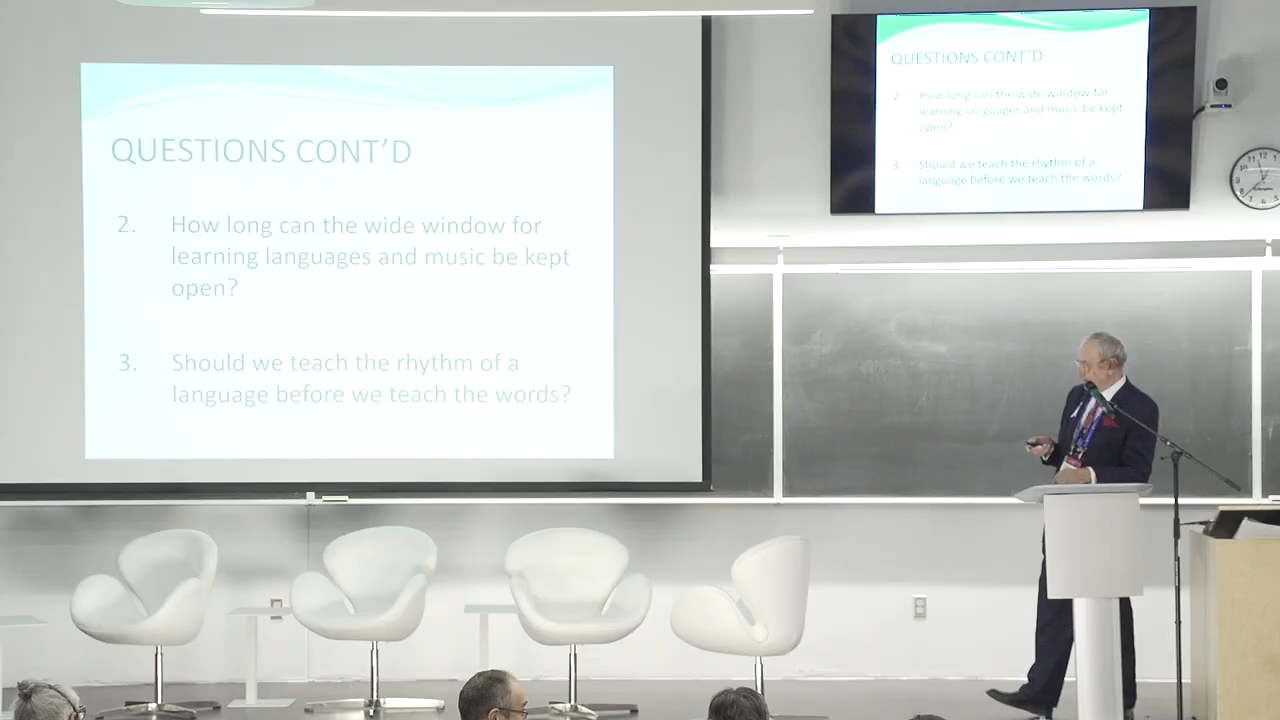 QUESTIONS CONT'D
2. How long can the wide window for
learning languages and music be kept
open?
3. Should we teach the rhythm of a
language before we teach the words?
QUESTIONS CONT'D
2. How long can the wide window for
learning languages and music be kept
open?
3. Should we teach the rhythm of a
language before we teach the words?